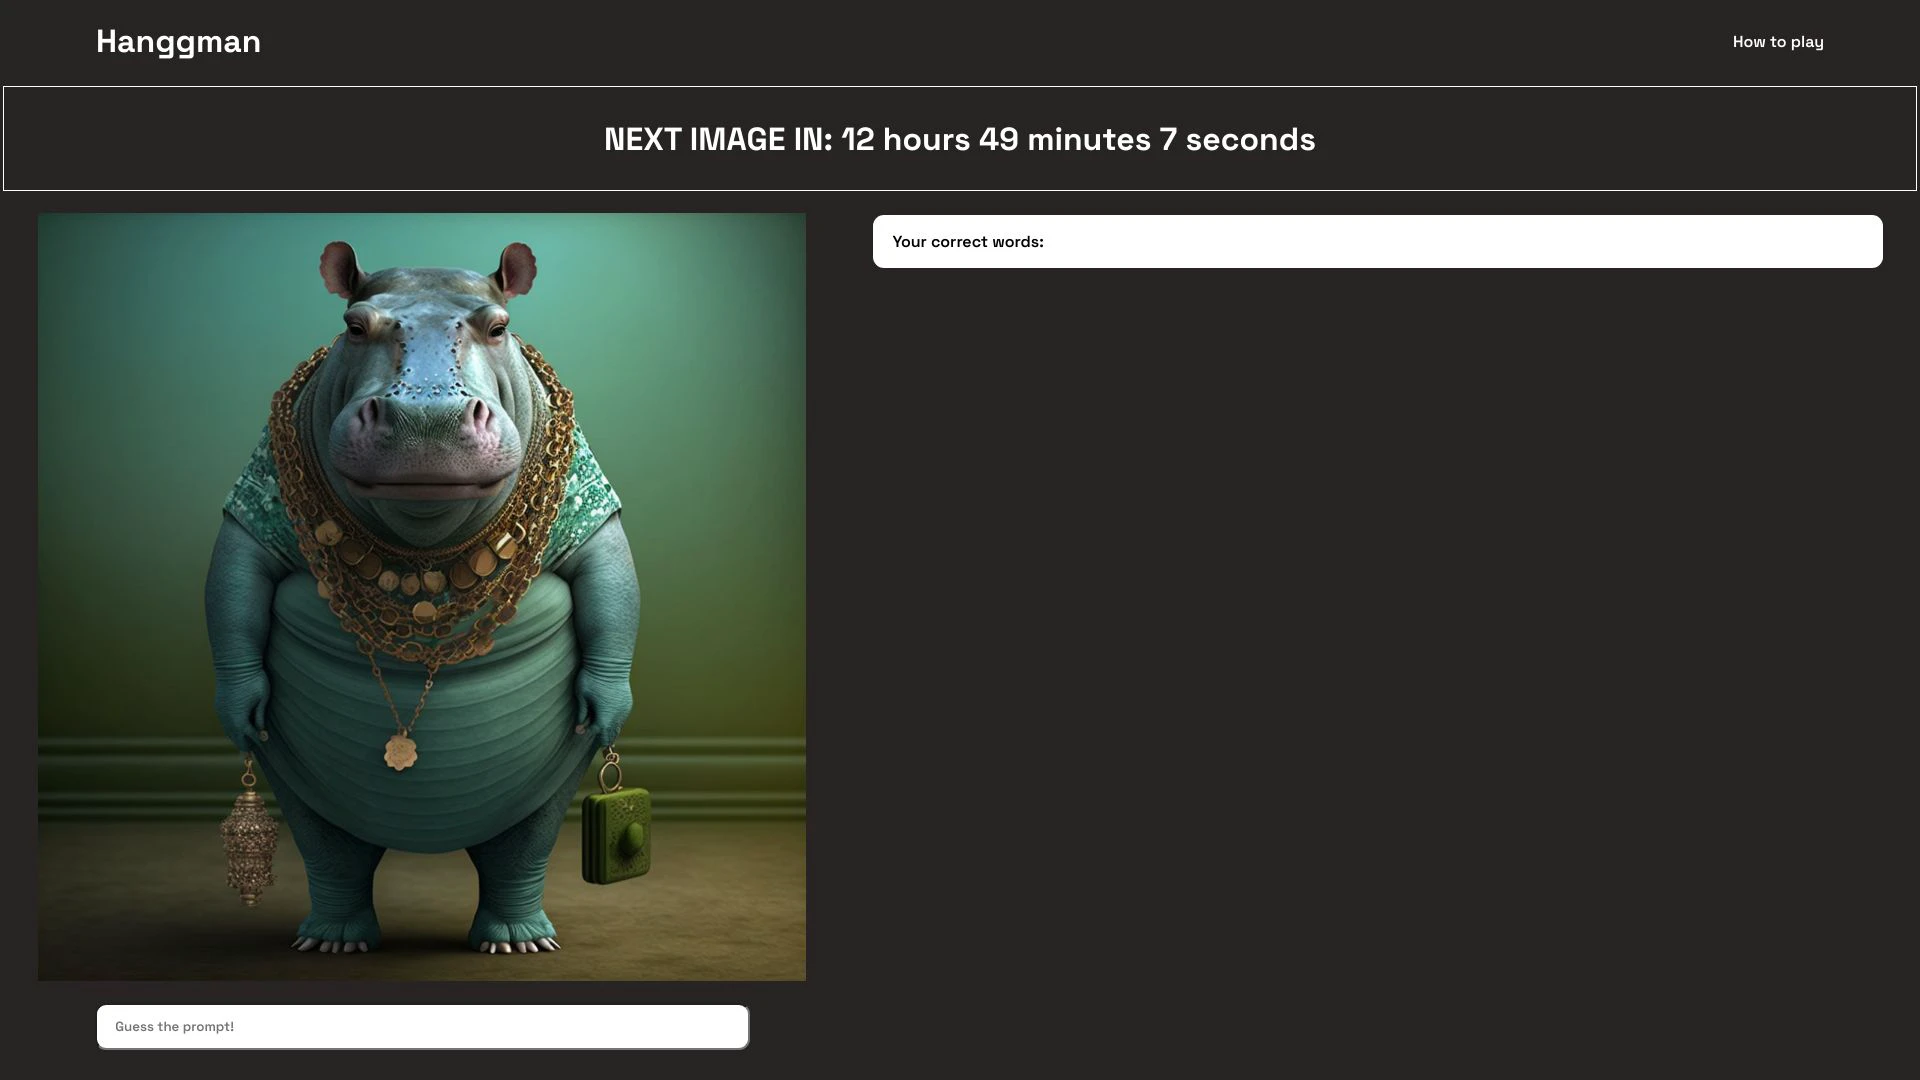 Hanggman
How to play
NEXT IMAGE IN: 12 hours 49 minutes 7 seconds
Your correct words:
Guess the prompt!